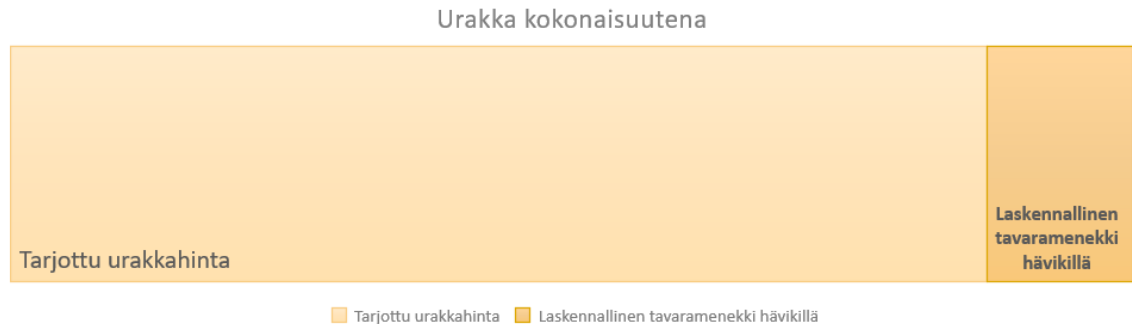 Urakka kokonaisuutena
Tarjottu urakkahinta
Laskennallinen
tavaramenekki
hävikillä
Tarjottu urakkahinta
Laskennallinen tavaramenekki hävikillä